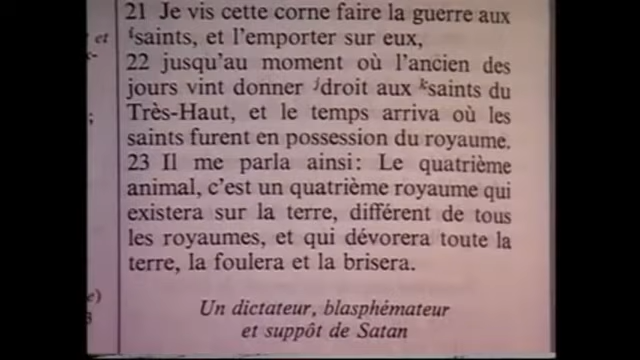 21 Je vis cette corne faire la guerre aux
et ⁱsaints, et l'emporter sur eux,
22 jusqu'au moment où l'ancien des
jours vint donner ʲdroit aux ᵏsaints du
; Très-Haut, et le temps arriva où les
saints furent en possession du royaume.
23 Il me parla ainsi: Le quatrième
animal, c'est un quatrième royaume qui
existera sur la terre, différent de tous
les royaumes, et qui dévorera toute la
terre, la foulera et la brisera.
e)
3
Un dictateur, blasphémateur
et suppôt de Satan